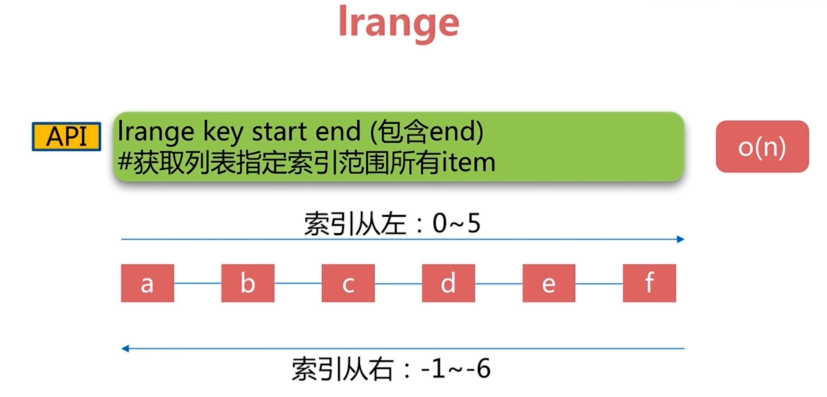 lrange
API
lrange key start end (包含end)
#获取列表指定索引范围所有item
o(n)
索引从左：0~5
a b c d e f
索引从右：-1~-6